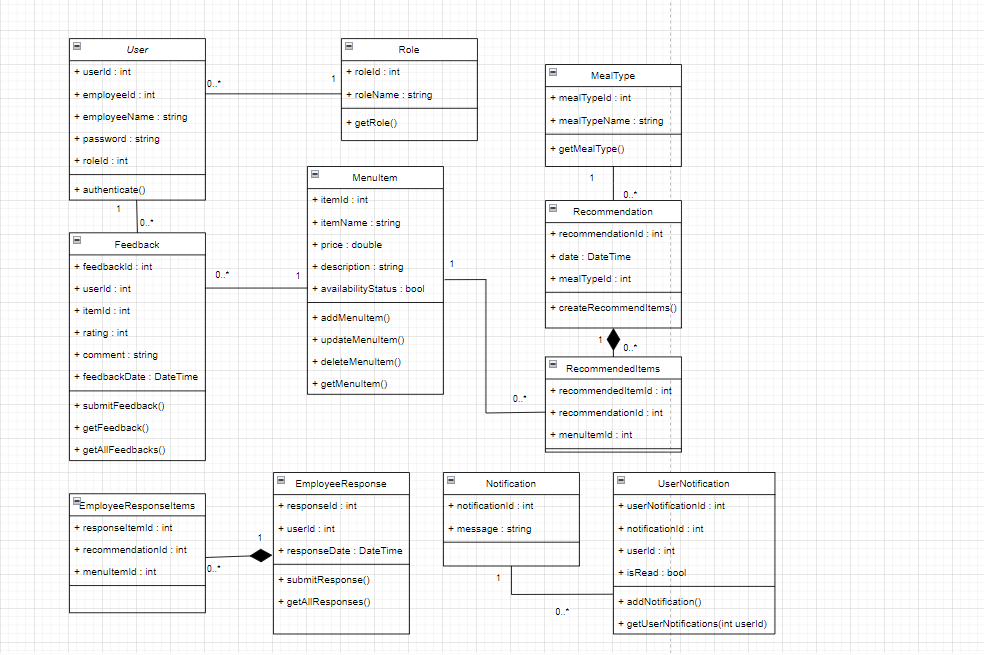 User
+ userId : int
+ employeeId : int
+ employeeName : string
+ password : string
+ roleId : int
+ authenticate()
0..*
1
Role
+ roleId : int
+ roleName : string
+ getRole()
MealType
+ mealTypeId : int
+ mealTypeName : string
+ getMealType()
1
0..*
MenuItem
+ itemId : int
+ itemName : string
+ price : double
+ description : string
+ availabilityStatus : bool
+ addMenuItem()
+ updateMenuItem()
+ deleteMenuItem()
+ getMenuItem()
Recommendation
+ recommendationId : int
+ date : DateTime
+ mealTypeId : int
+ createRecommendItems()
1
0..*
1
0..*
Feedback
+ feedbackId : int
+ userId : int
+ itemId : int
+ rating : int
+ comment : string
+ feedbackDate : DateTime
+ submitFeedback()
+ getFeedback()
+ getAllFeedbacks()
0..*
1
1
0..*
RecommendedItems
+ recommendedItemId : int
+ recommendationId : int
+ menuItemId : int
EmployeeResponseItems
+ responseItemId : int
+ recommendationId : int
+ menuItemId : int
1
0..*
EmployeeResponse
+ responseId : int
+ userId : int
+ responseDate : DateTime
+ submitResponse()
+ getAllResponses()
Notification
+ notificationId : int
+ message : string
1
0..*
UserNotification
+ userNotificationId : int
+ notificationId : int
+ userId : int
+ isRead : bool
+ addNotification()
+ getUserNotifications(int userId)